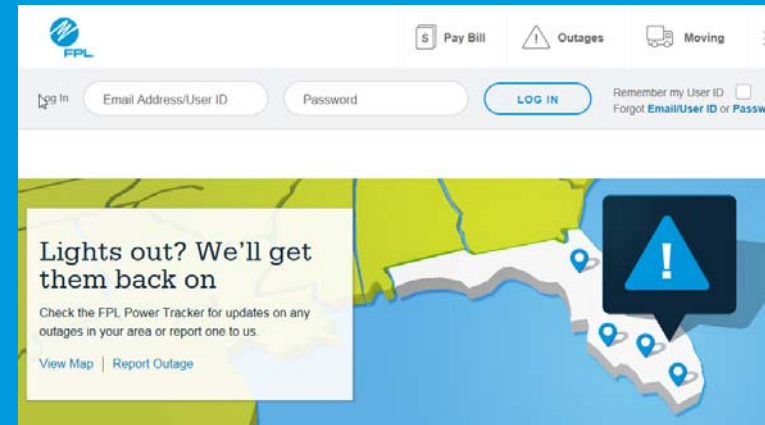 FPL
$ Pay Bill
! Outages
Moving
Log In
Email Address/User ID
Password
LOG IN
Remember my User ID
Forgot Email/User ID or Passw
Lights out? We'll get
them back on
Check the FPL Power Tracker for updates on any
outages in your area or report one to us.
View Map | Report Outage
!